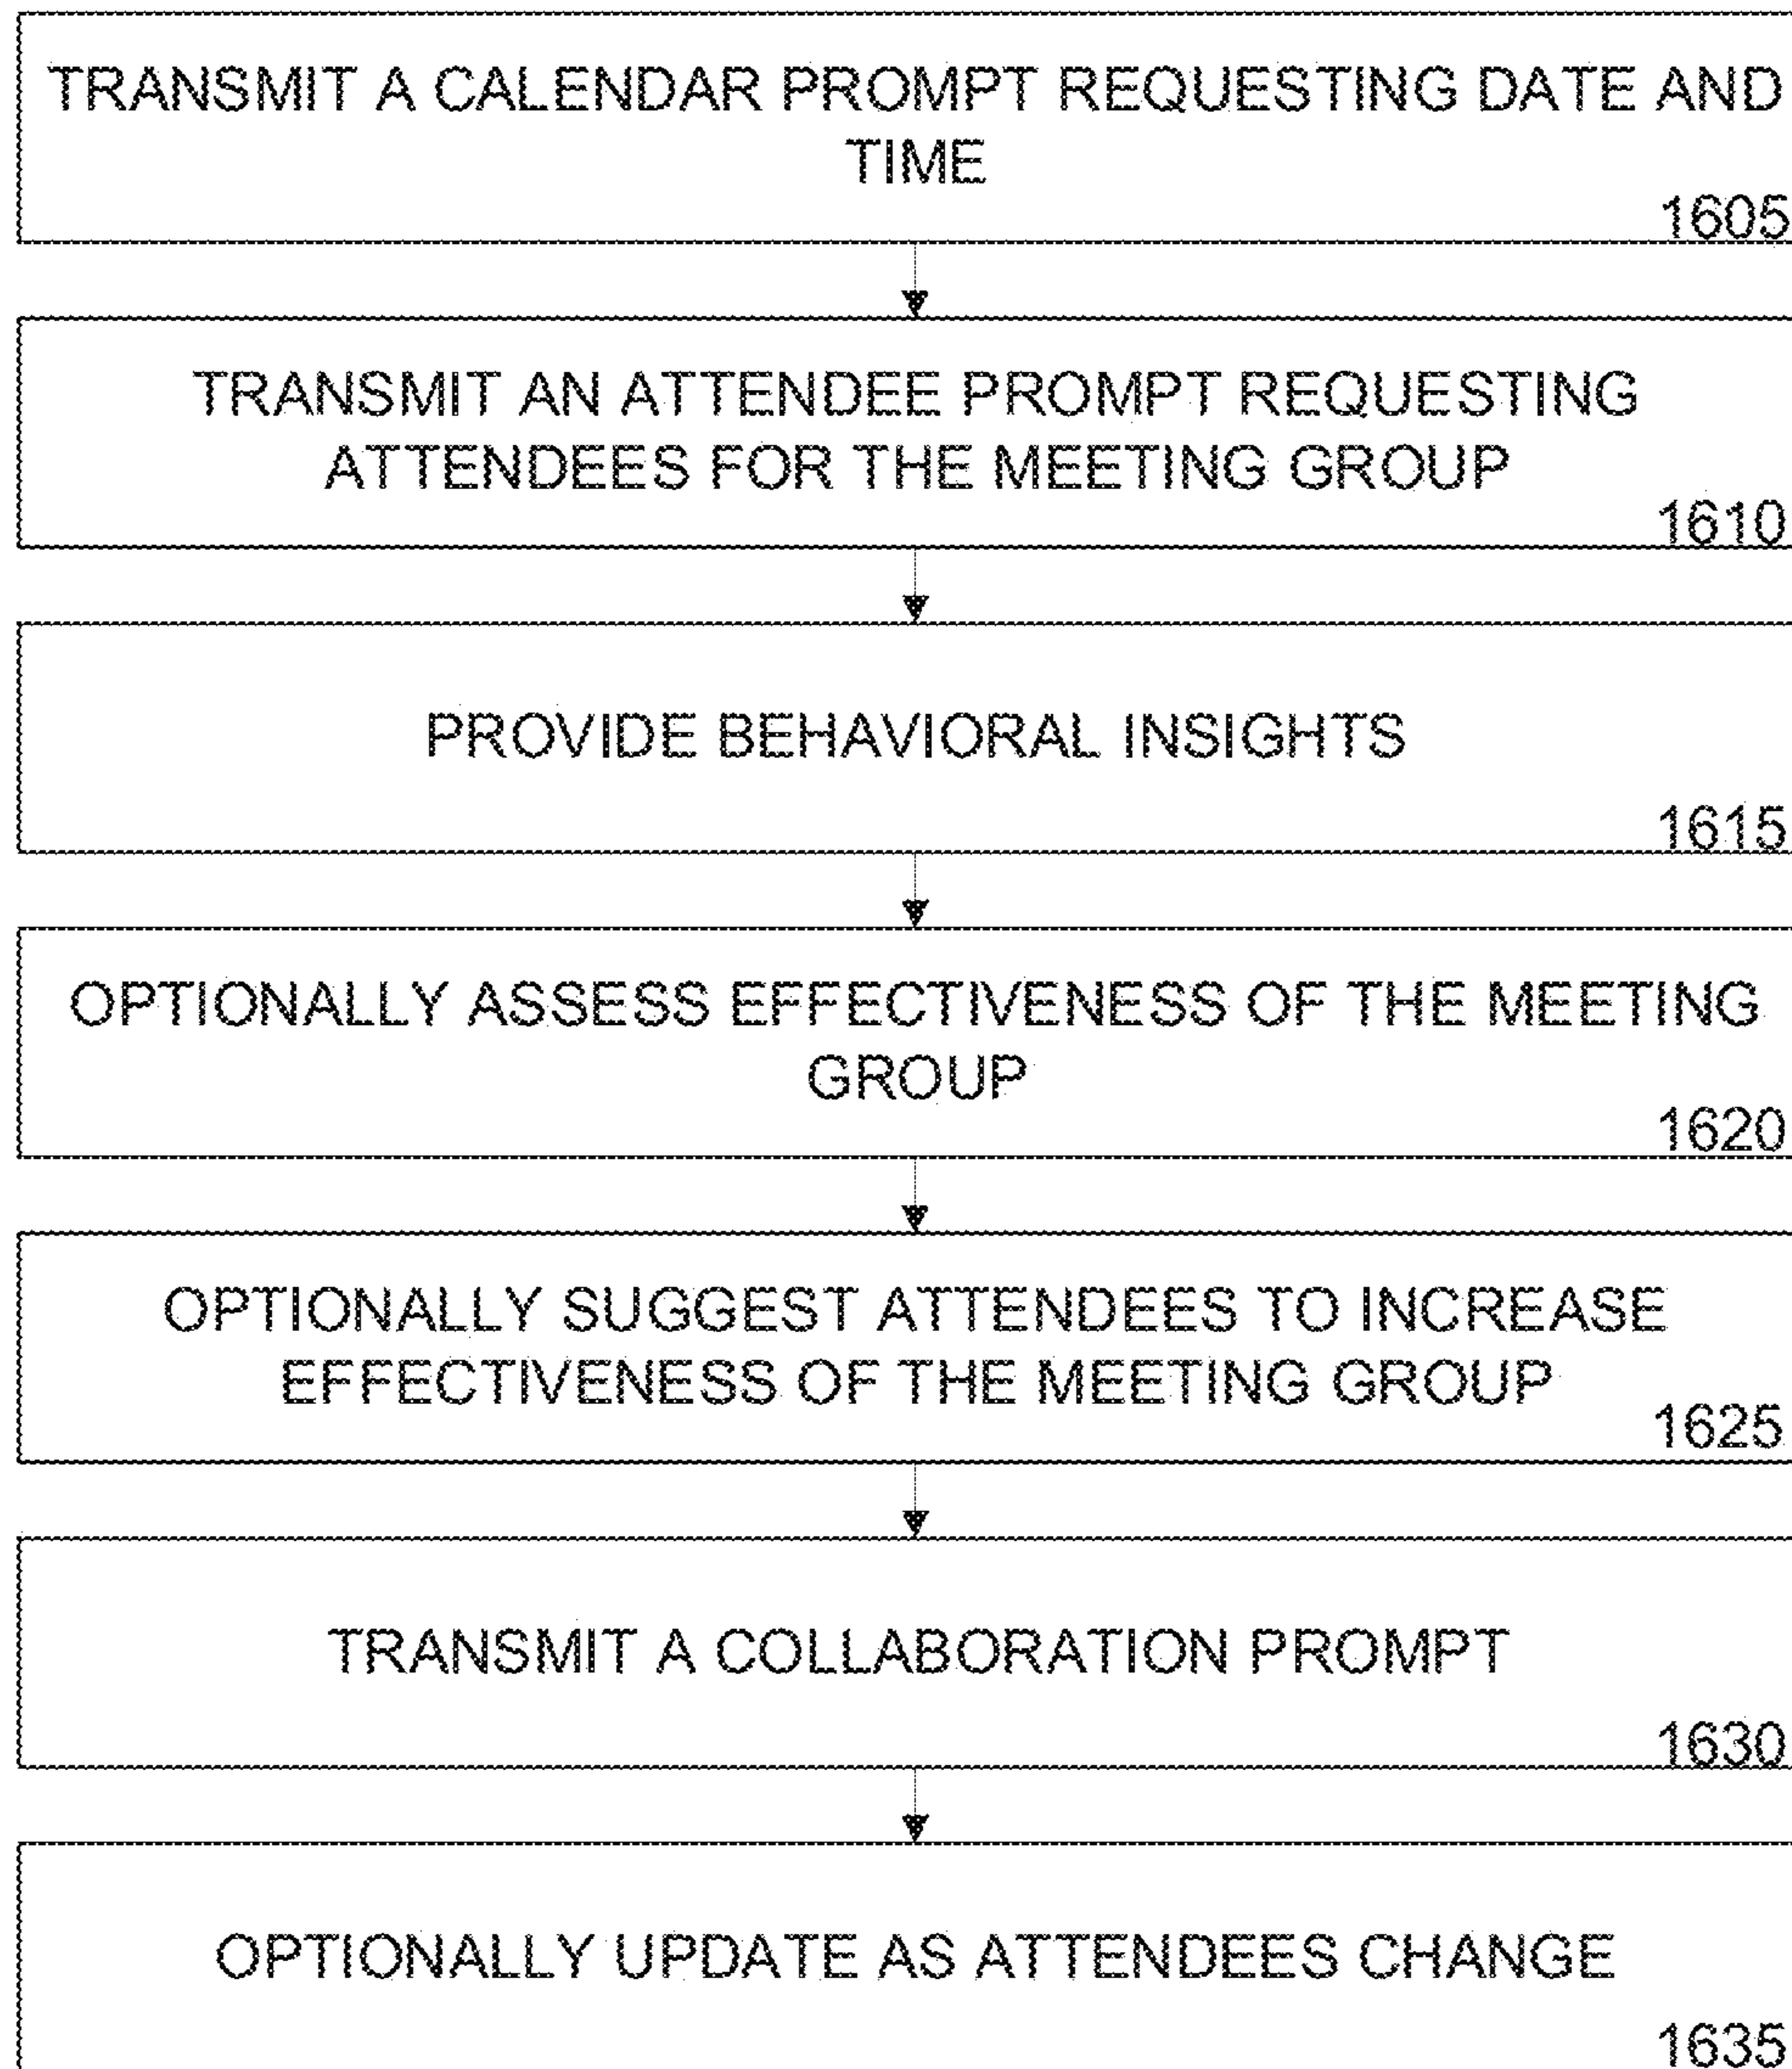 TRANSMIT A CALENDAR PROMPT REQUESTING DATE AND
TIME
1605
TRANSMIT AN ATTENDEE PROMPT REQUESTING
ATTENDEES FOR THE MEETING GROUP
1610
PROVIDE BEHAVIORAL INSIGHTS
1615
OPTIONALLY ASSESS EFFECTIVENESS OF THE MEETING
GROUP
1620
OPTIONALLY SUGGEST ATTENDEES TO INCREASE
EFFECTIVENESS OF THE MEETING GROUP
1625
TRANSMIT A COLLABORATION PROMPT
1630
OPTIONALLY UPDATE AS ATTENDEES CHANGE
1635